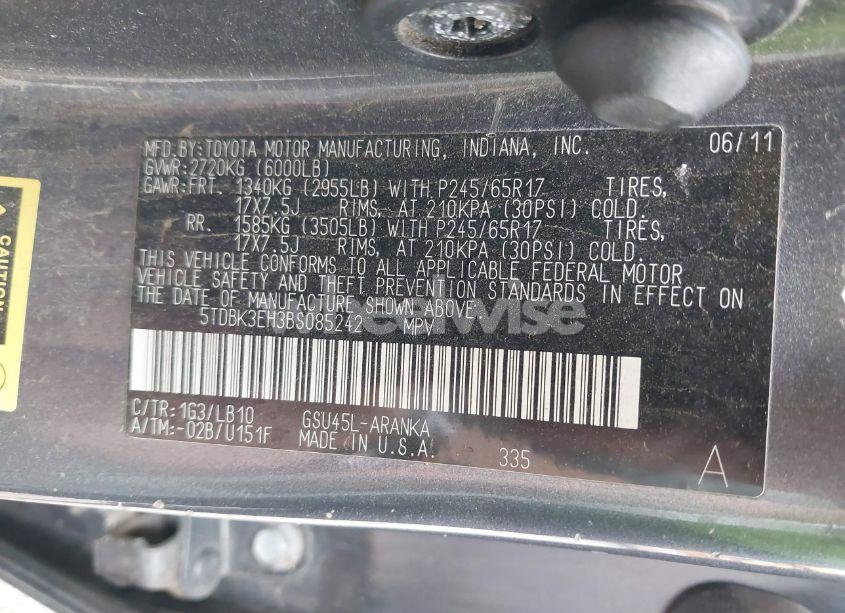 MFD. BY: TOYOTA MOTOR MANUFACTURING, INDIANA, INC. 06/11
GVWR: 2720KG (6000LB)
GAWR: FRT. 1340KG (2955LB) WITH P245/65R17 TIRES,
17X7.5J RIMS, AT 210KPA (30PSI) COLD.
RR. 1585KG (3505LB) WITH P245/65R17 TIRES,
17X7.5J RIMS, AT 210KPA (30PSI) COLD.
THIS VEHICLE CONFORMS TO ALL APPLICABLE FEDERAL MOTOR
VEHICLE SAFETY AND THEFT PREVENTION STANDARDS IN EFFECT ON
THE DATE OF MANUFACTURE SHOWN ABOVE.
5TDBK3EH3BS085242 MPV
wheelwise
C/TR: 1G3/LB10 GSU45L-ARANKA
A/TM:-02B/U151F MADE IN U.S.A. 335 A
CAUTION